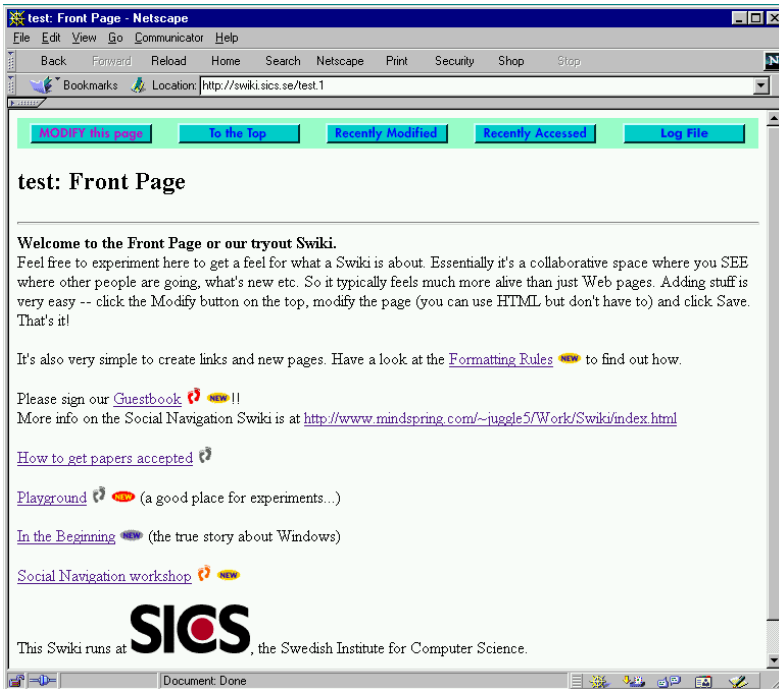 test: Front Page - Netscape
File Edit View Go Communicator Help
Back Forward Reload Home Search Netscape Print Security Shop Stop N
Bookmarks Location: http://swiki.sics.se/test.1
MODIFY this page To the Top Recently Modified Recently Accessed Log File
test: Front Page
Welcome to the Front Page or our tryout Swiki.
Feel free to experiment here to get a feel for what a Swiki is about. Essentially it's a collaborative space where you SEE
where other people are going, what's new etc. So it typically feels much more alive than just Web pages. Adding stuff is
very easy -- click the Modify button on the top, modify the page (you can use HTML but don't have to) and click Save.
That's it!
It's also very simple to create links and new pages. Have a look at the Formatting Rules NEW to find out how.
Please sign our Guestbook NEW !!
More info on the Social Navigation Swiki is at http://www.mindspring.com/~juggle5/Work/Swiki/index.html
How to get papers accepted
Playground NEW (a good place for experiments...)
In the Beginning NEW (the true story about Windows)
Social Navigation workshop NEW
This Swiki runs at SICS, the Swedish Institute for Computer Science.
Document: Done